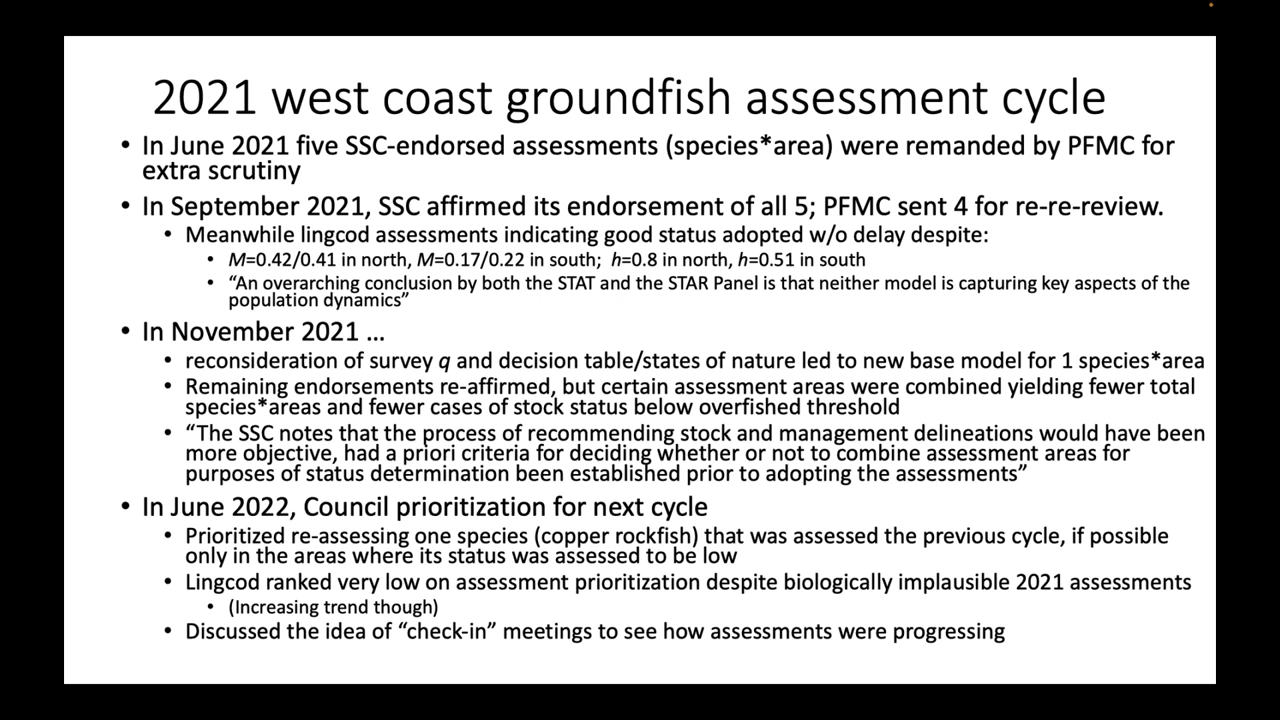 2021 west coast groundfish assessment cycle
• In June 2021 five SSC-endorsed assessments (species*area) were remanded by PFMC for
extra scrutiny
• In September 2021, SSC affirmed its endorsement of all 5; PFMC sent 4 for re-re-review.
• Meanwhile lingcod assessments indicating good status adopted w/o delay despite:
• M=0.42/0.41 in north, M=0.17/0.22 in south; h=0.8 in north, h=0.51 in south
• “An overarching conclusion by both the STAT and the STAR Panel is that neither model is capturing key aspects of the
population dynamics”
• In November 2021 ...
• reconsideration of survey q and decision table/states of nature led to new base model for 1 species*area
• Remaining endorsements re-affirmed, but certain assessment areas were combined yielding fewer total
species*areas and fewer cases of stock status below overfished threshold
• “The SSC notes that the process of recommending stock and management delineations would have been
more objective, had a priori criteria for deciding whether or not to combine assessment areas for
purposes of status determination been established prior to adopting the assessments”
• In June 2022, Council prioritization for next cycle
• Prioritized re-assessing one species (copper rockfish) that was assessed the previous cycle, if possible
only in the areas where its status was assessed to be low
• Lingcod ranked very low on assessment prioritization despite biologically implausible 2021 assessments
• (Increasing trend though)
• Discussed the idea of “check-in” meetings to see how assessments were progressing